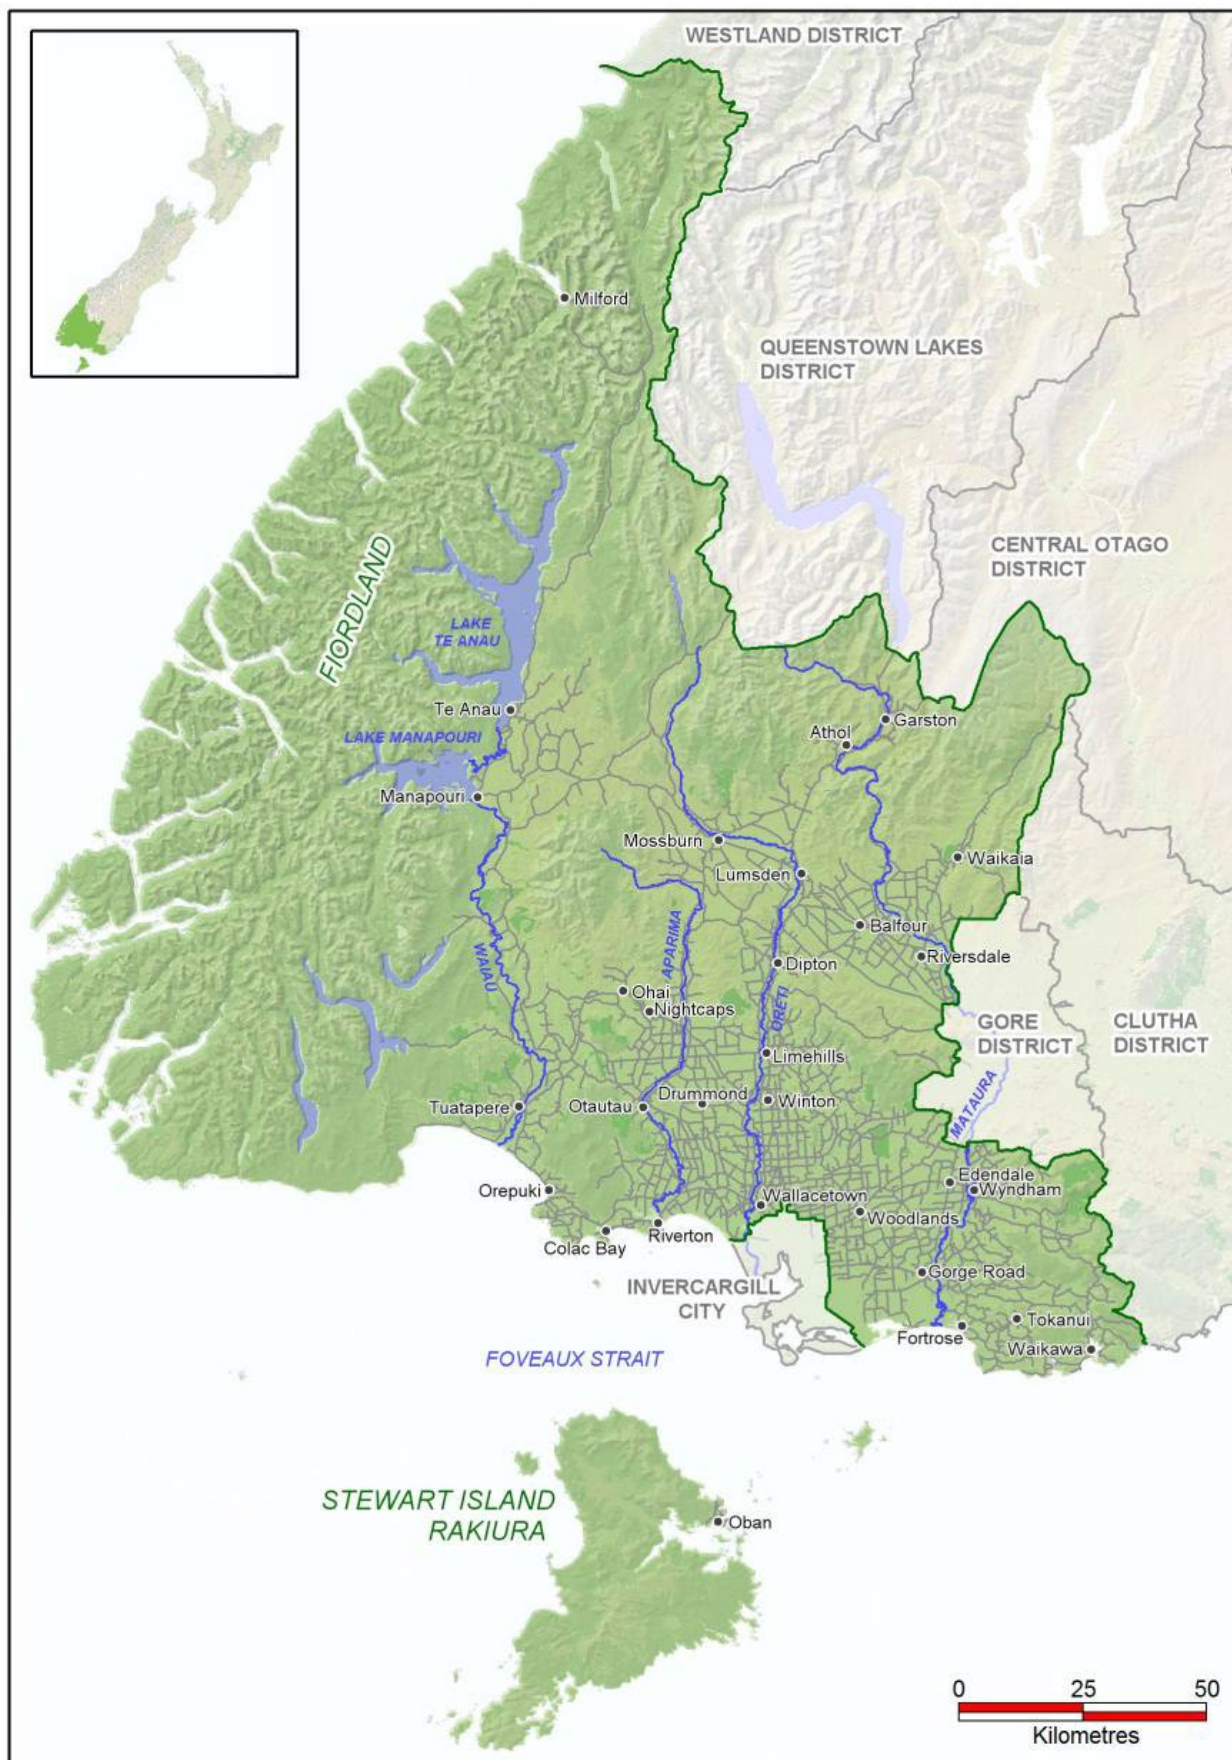 WESTLAND DISTRICT
Milford
QUEENSTOWN LAKES
DISTRICT
CENTRAL OTAGO
DISTRICT
FIORDLAND
LAKE
TE ANAU
Te Anau
LAKE MANAPOURI
Manapouri
Garston
Athol
Mossburn
Lumsden
Waikaia
Balfour
Riversdale
WAIAU
APARIMA
ORETI
Dipton
Ohai
Nightcaps
GORE
DISTRICT
CLUTHA
DISTRICT
Limehills
MATAURA
Tuatapere
Otautau
Drummond
Winton
Edendale
Wyndham
Orepuki
Wallacetown
Woodlands
Colac Bay
Riverton
Gorge Road
INVERCARGILL
CITY
Fortrose
Tokanui
Waikawa
FOVEAUX STRAIT
STEWART ISLAND
RAKIURA
Oban
0 25 50
Kilometres